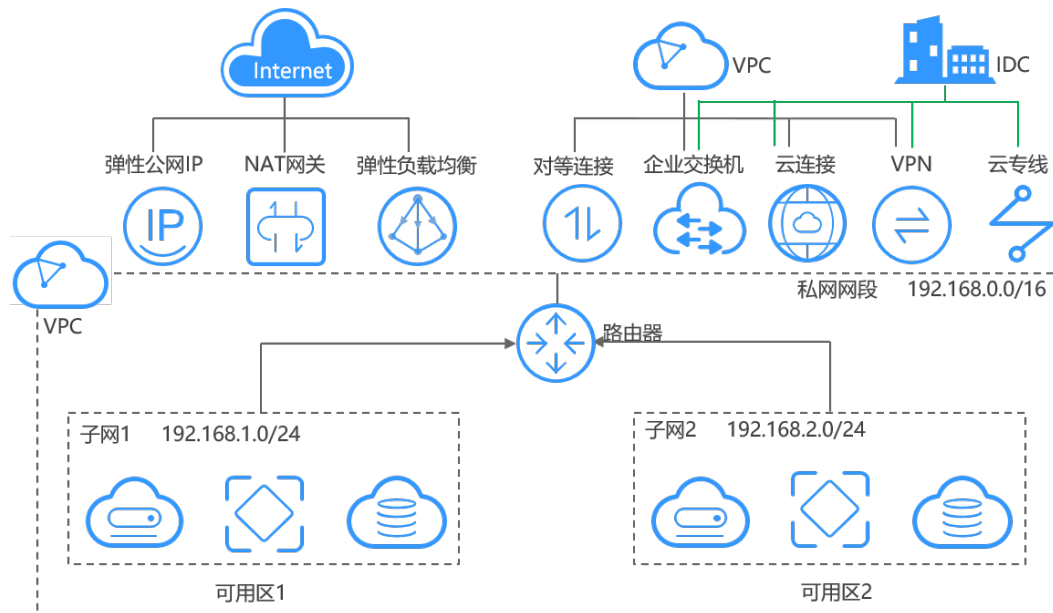 Internet
VPC
IDC
弹性公网IP
NAT网关
弹性负载均衡
对等连接
企业交换机
云连接
VPN
云专线
IP
VPC
私网网段 192.168.0.0/16
路由器
子网1 192.168.1.0/24
子网2 192.168.2.0/24
可用区1
可用区2